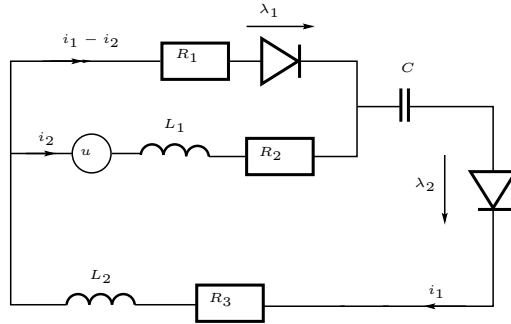 λ₁
i₁ − i₂
R₁
C
i₂
u
L₁
R₂
λ₂
L₂
R₃
i₁